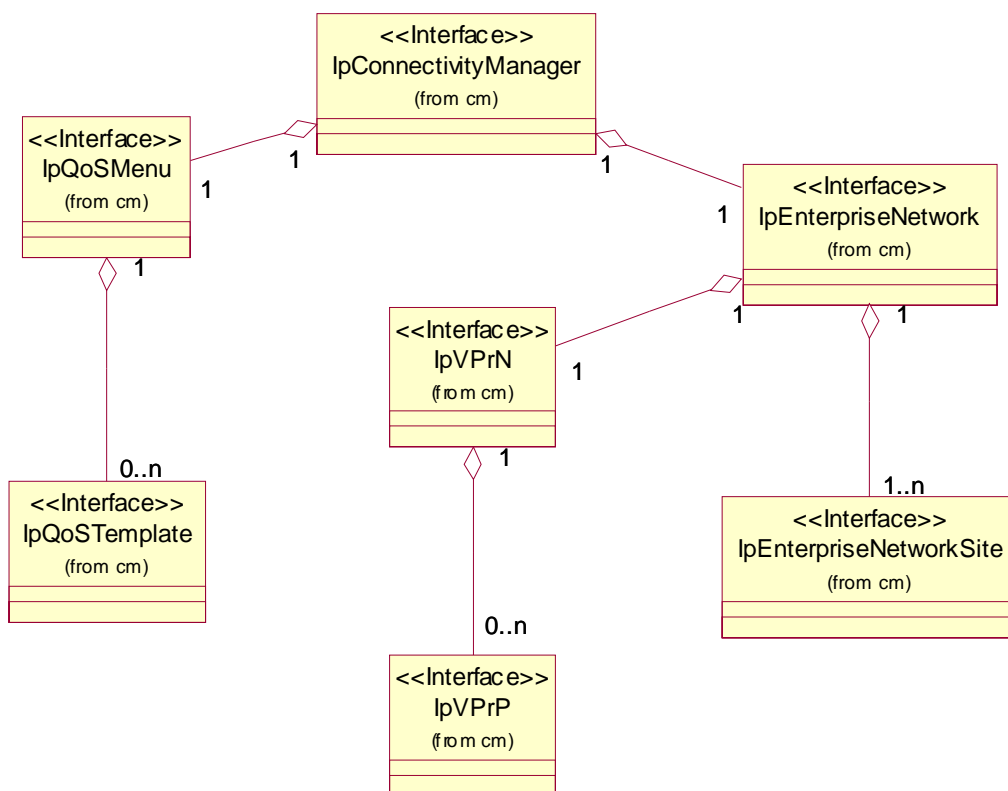 <<Interface>>
IpConnectivityManager
(from cm)
<<Interface>>
IpQoSMenu
(from cm)
1
1
1
1
<<Interface>>
IpEnterpriseNetwork
(from cm)
1
1
1
1
<<Interface>>
IpVPrN
(from cm)
1
0..n
<<Interface>>
IpQoSTemplate
(from cm)
1..n
<<Interface>>
IpEnterpriseNetworkSite
(from cm)
0..n
<<Interface>>
IpVPrP
(from cm)